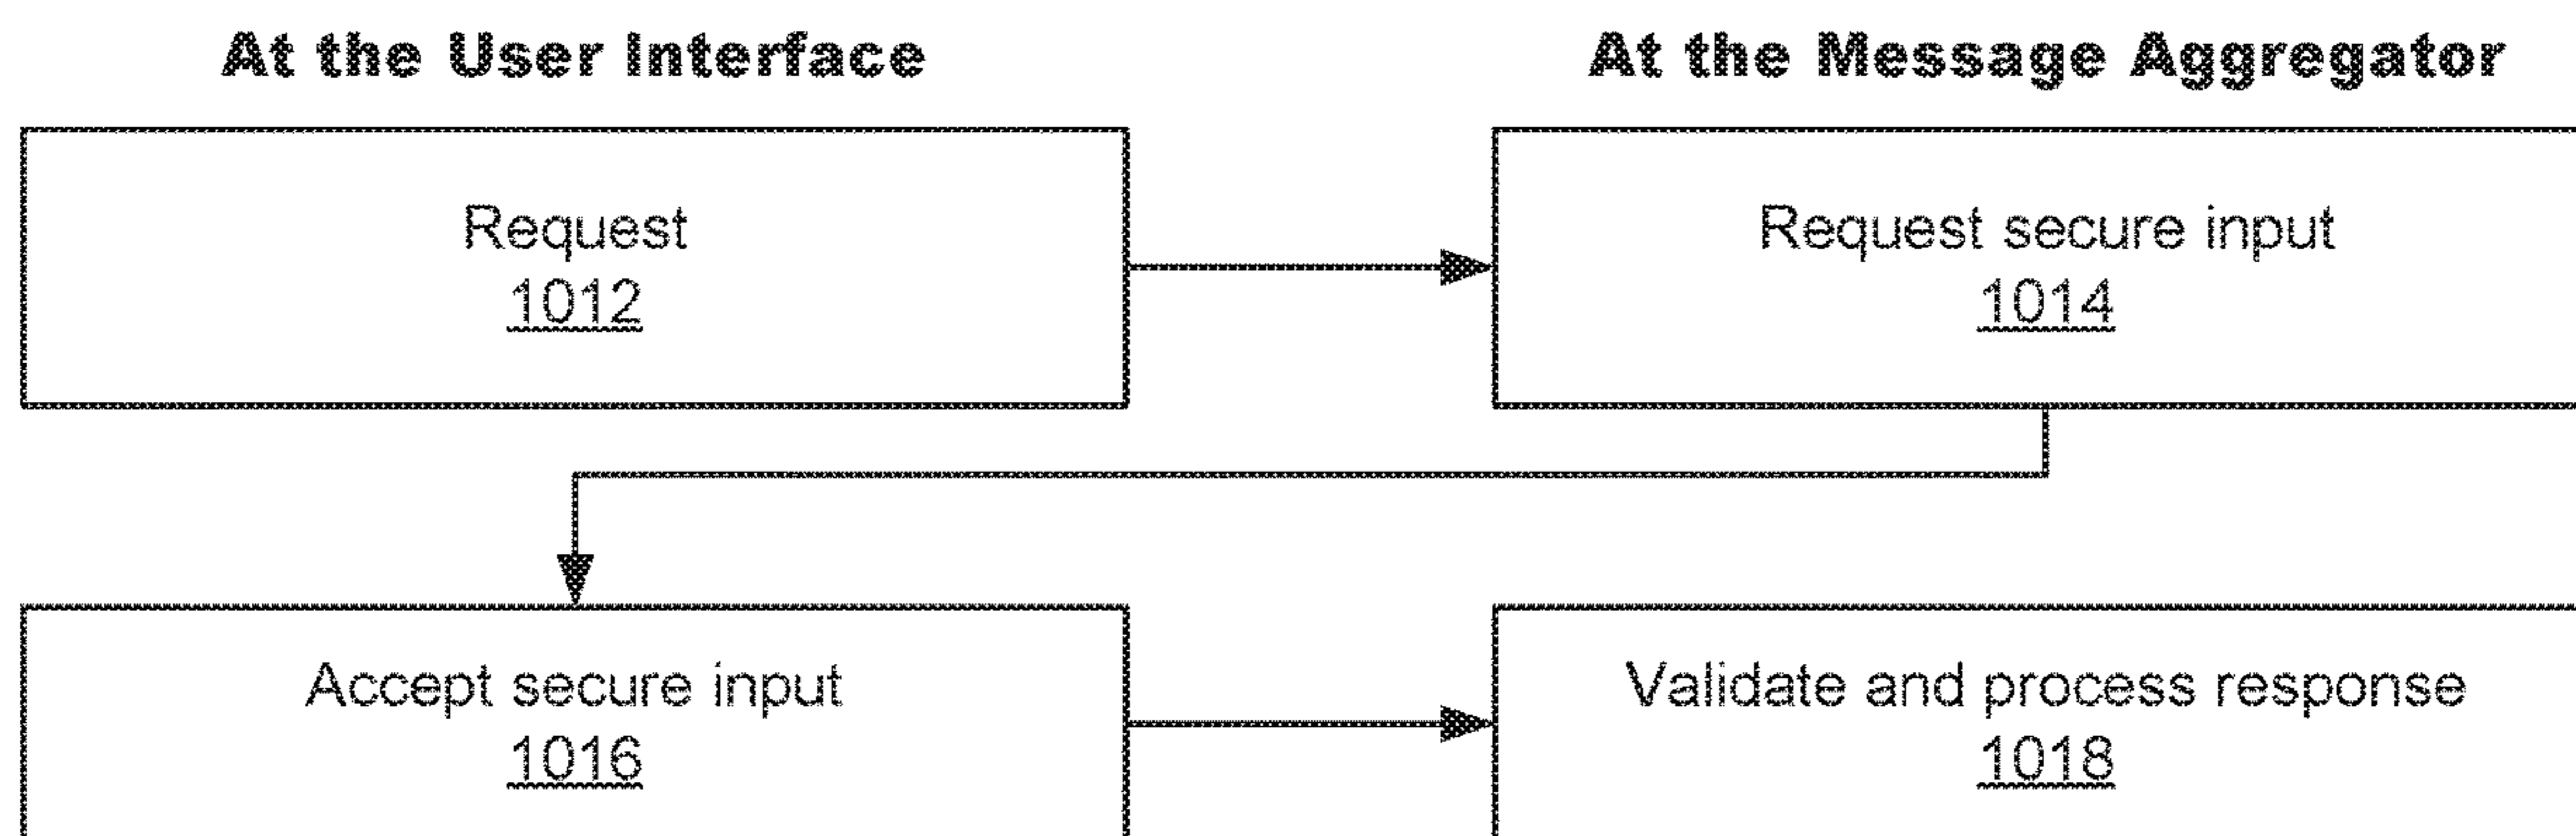 At the User Interface
At the Message Aggregator
Request
1012
Request secure input
1014
Accept secure input
1016
Validate and process response
1018